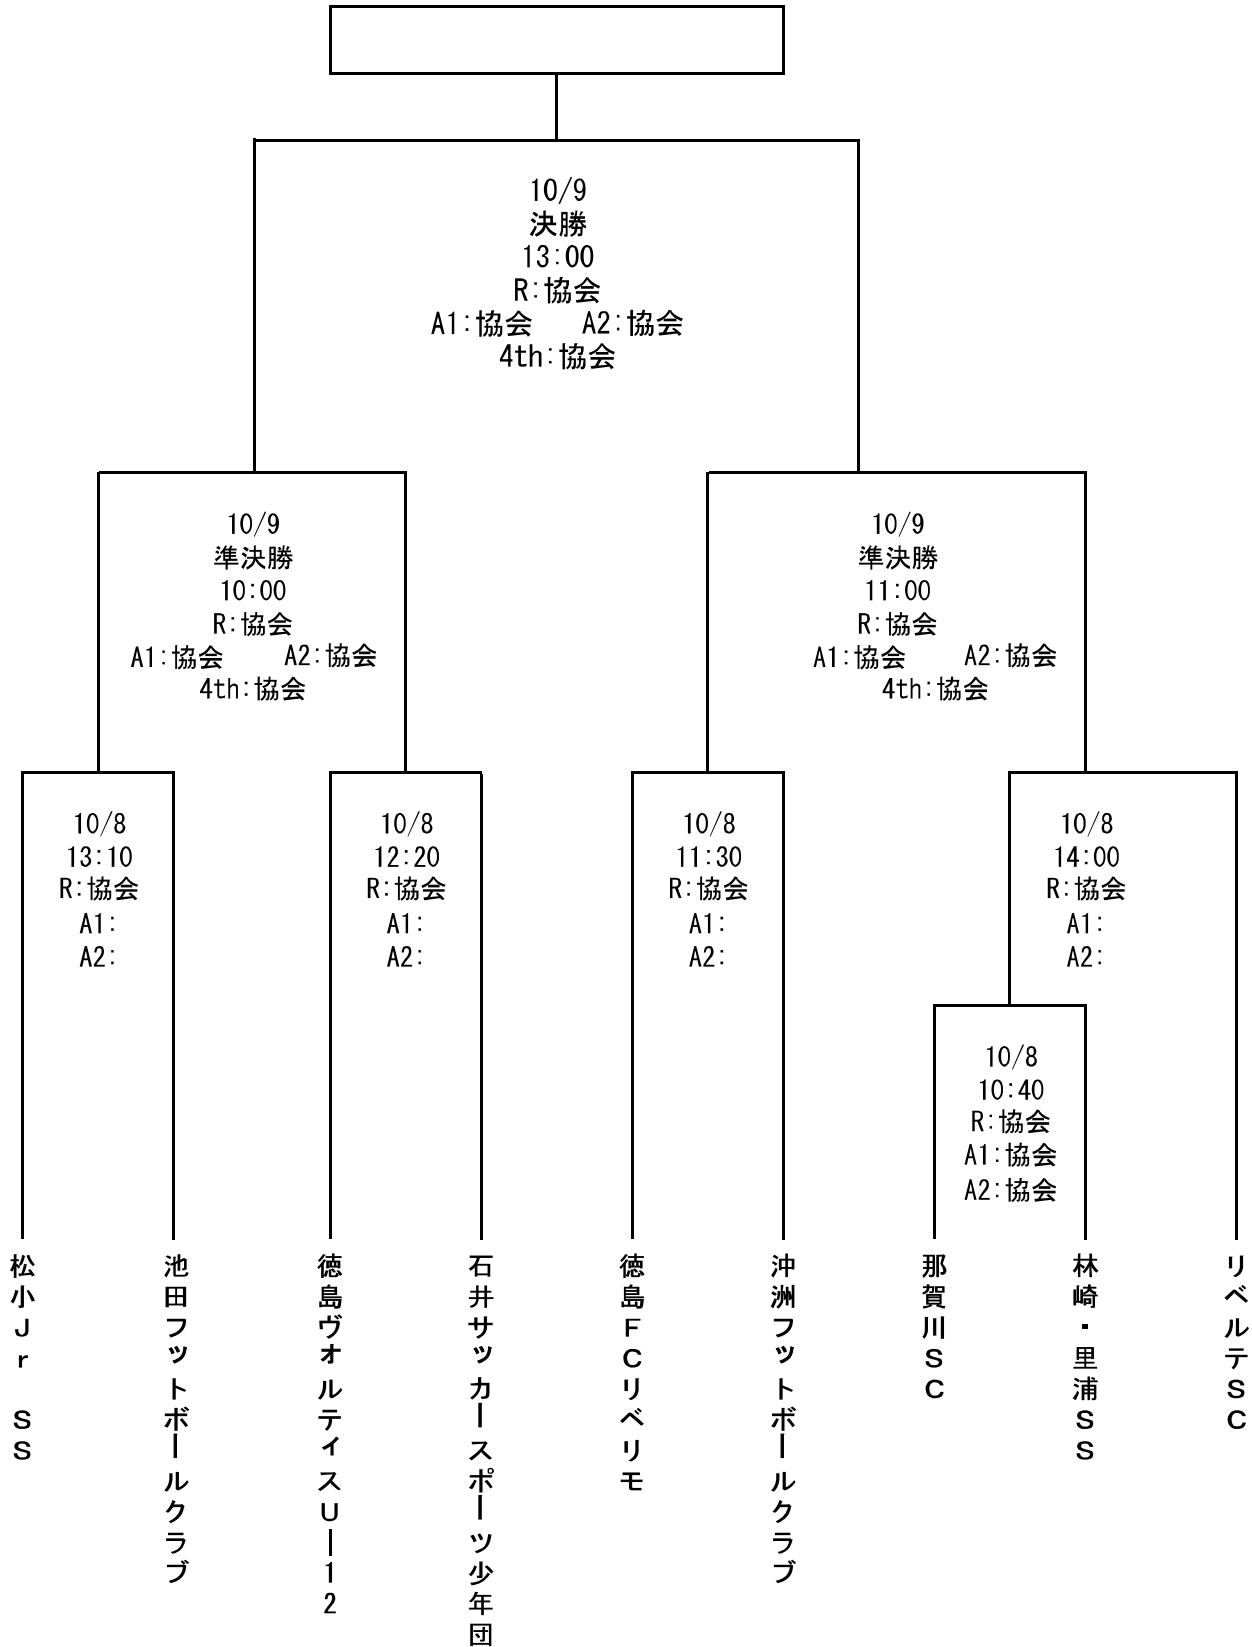 10/9
決勝
13:00
R:協会
A1:協会 A2:協会
4th:協会
10/9
準決勝
10:00
R:協会
A1:協会 A2:協会
4th:協会
10/9
準決勝
11:00
R:協会
A1:協会 A2:協会
4th:協会
10/8
13:10
R:協会
A1:
A2:
10/8
12:20
R:協会
A1:
A2:
10/8
11:30
R:協会
A1:
A2:
10/8
14:00
R:協会
A1:
A2:
10/8
10:40
R:協会
A1:協会
A2:協会
松小Jr SS
池田フットボールクラブ
徳島ヴォルティスU-12
石井サッカースポーツ少年団
徳島FCリベリモ
沖洲フットボールクラブ
那賀川SC
林崎・里浦SS
リベルテSC